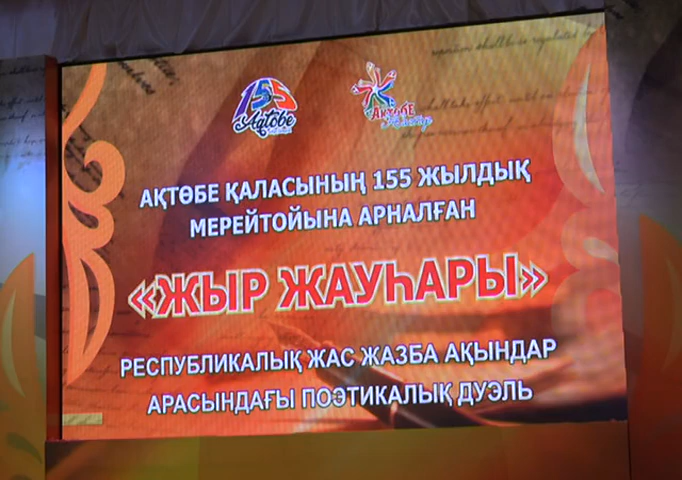 155
Aqtobe
АҚТӨБЕ
АҚТӨБЕ ҚАЛАСЫНЫҢ 155 ЖЫЛДЫҚ
МЕРЕЙТОЙЫНА АРНАЛҒАН
«ЖЫР ЖАУҺАРЫ»
РЕСПУБЛИКАЛЫҚ ЖАС ЖАЗБА АҚЫНДАР
АРАСЫНДАҒЫ ПОЭТИКАЛЫҚ ДУЭЛЬ